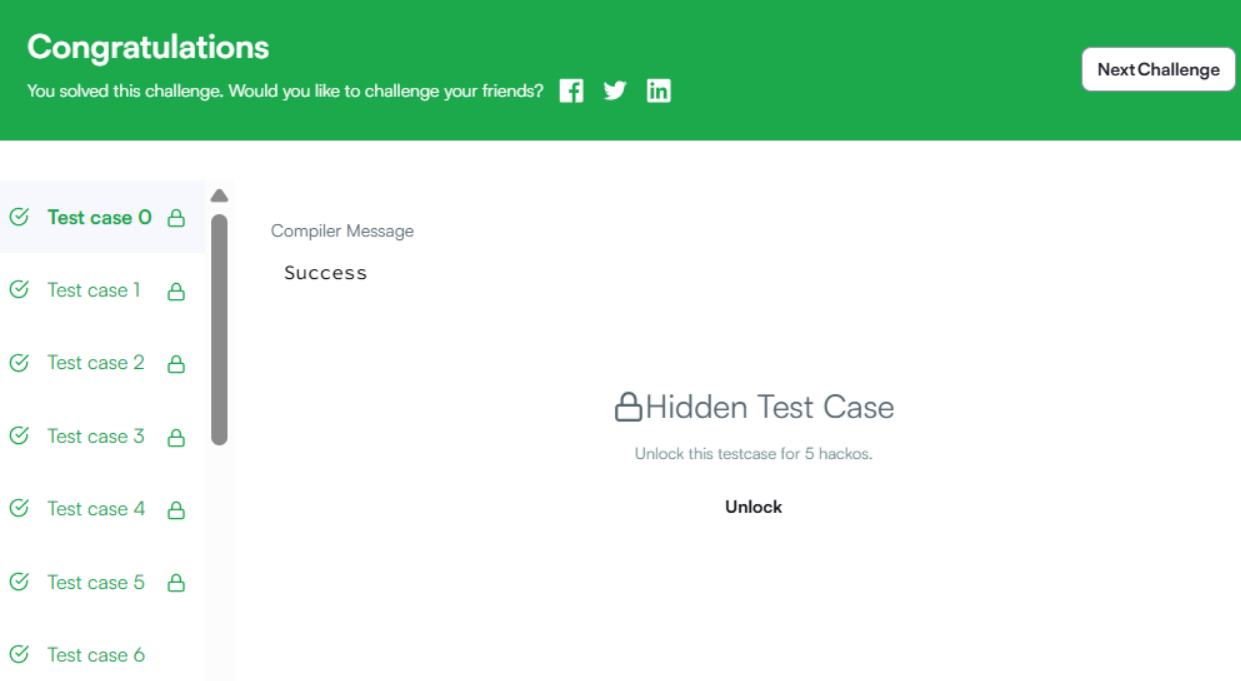 Congratulations
You solved this challenge. Would you like to challenge your friends?
Next Challenge
Test case 0
Test case 1
Test case 2
Test case 3
Test case 4
Test case 5
Test case 6
Compiler Message
Success
Hidden Test Case
Unlock this testcase for 5 hackos.
Unlock